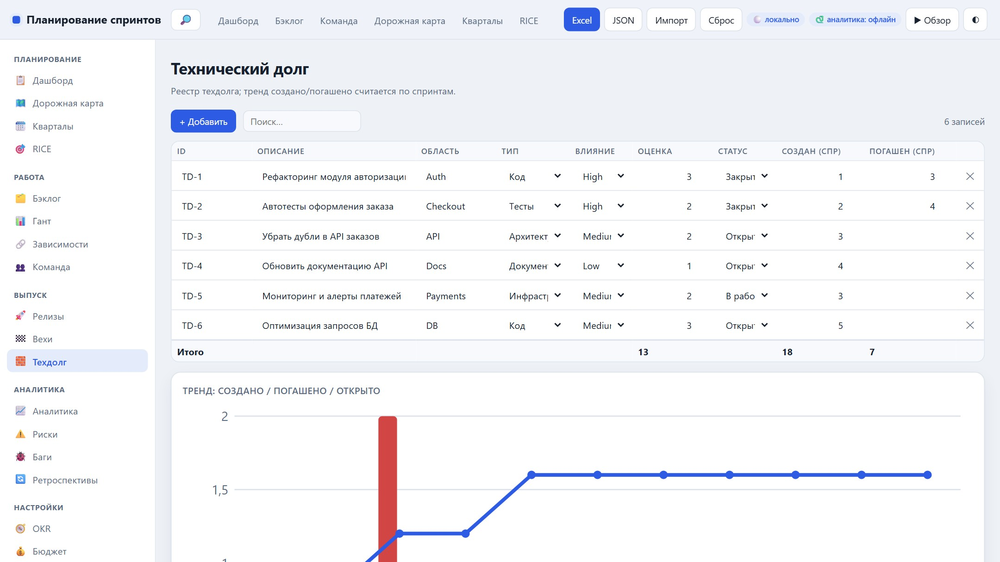 Планирование спринтов
Дашборд Бэклог Команда Дорожная карта Кварталы RICE
Excel JSON Импорт Сброс локально аналитика: офлайн ▶ Обзор
ПЛАНИРОВАНИЕ
Дашборд
Дорожная карта
Кварталы
RICE
РАБОТА
Бэклог
Гант
Зависимости
Команда
ВЫПУСК
Релизы
Вехи
Техдолг
АНАЛИТИКА
Аналитика
Риски
Баги
Ретроспективы
НАСТРОЙКИ
OKR
Бюджет
Технический долг
Реестр техдолга; тренд создано/погашено считается по спринтам.
+ Добавить Поиск... 6 записей
ID ОПИСАНИЕ ОБЛАСТЬ ТИП ВЛИЯНИЕ ОЦЕНКА СТАТУС СОЗДАН (СПР) ПОГАШЕН (СПР)
TD-1 Рефакторинг модуля авторизации Auth Код High 3 Закрыт 1 3
TD-2 Автотесты оформления заказа Checkout Тесты High 2 Закрыт 2 4
TD-3 Убрать дубли в API заказов API Архитект Mediu 2 Откры 3
TD-4 Обновить документацию API Docs Докумен Low 1 Откры 4
TD-5 Мониторинг и алерты платежей Payments Инфраст Mediu 2 В рабо 3
TD-6 Оптимизация запросов БД DB Код Mediu 3 Откры 5
Итого 13 18 7
ТРЕНД: СОЗДАНО / ПОГАШЕНО / ОТКРЫТО
2
1,5
1